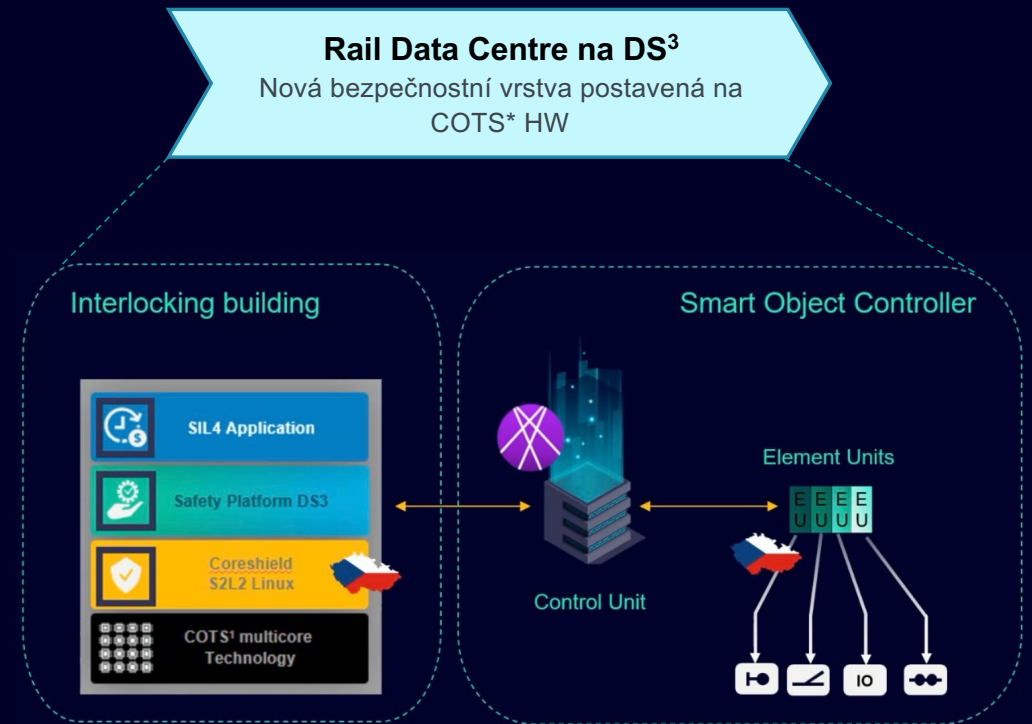 Rail Data Centre na DS³
Nová bezpečnostní vrstva postavená na
COTS* HW
Interlocking building
SIL4 Application
Safety Platform DS3
Coreshield
S2L2 Linux
COTS¹ multicore
Technology
Smart Object Controller
Control Unit
Element Units
E E E E
U U U U
IO